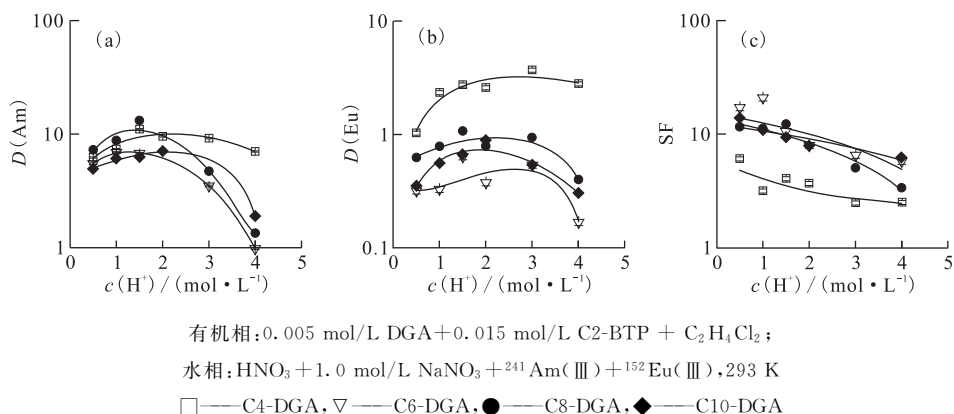 (a)
100
10
1
D(Am)
0 1 2 3 4 5
c(H⁺)/(mol·L⁻¹)
(b)
10
1
0.1
D(Eu)
0 1 2 3 4 5
c(H⁺)/(mol·L⁻¹)
(c)
100
10
1
SF
0 1 2 3 4 5
c(H⁺)/(mol·L⁻¹)
有机相:0.005 mol/L DGA+0.015 mol/L C2-BTP + C₂H₄Cl₂;
水相:HNO₃+1.0 mol/L NaNO₃+²⁴¹Am(Ⅲ)+¹⁵²Eu(Ⅲ),293 K
□——C4-DGA,▽——C6-DGA,●——C8-DGA,◆——C10-DGA